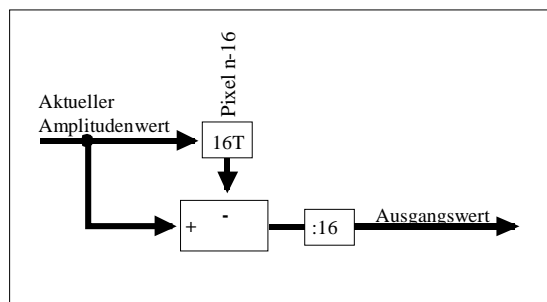 Pixel n-16
Aktueller
Amplitudenwert
16T
-
+
:16
Ausgangswert